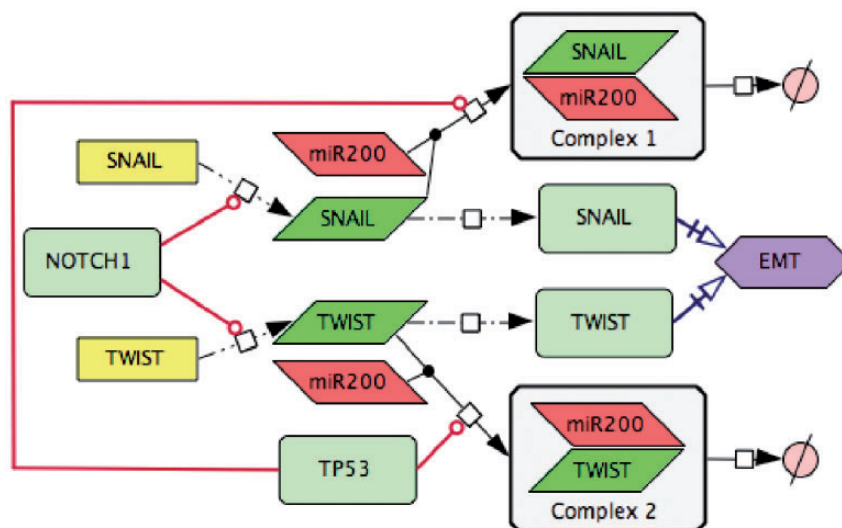 SNAIL
miR200
Complex 1
miR200
SNAIL
SNAIL
SNAIL
NOTCH1
EMT
TWIST
TWIST
TWIST
miR200
miR200
TWIST
Complex 2
TP53